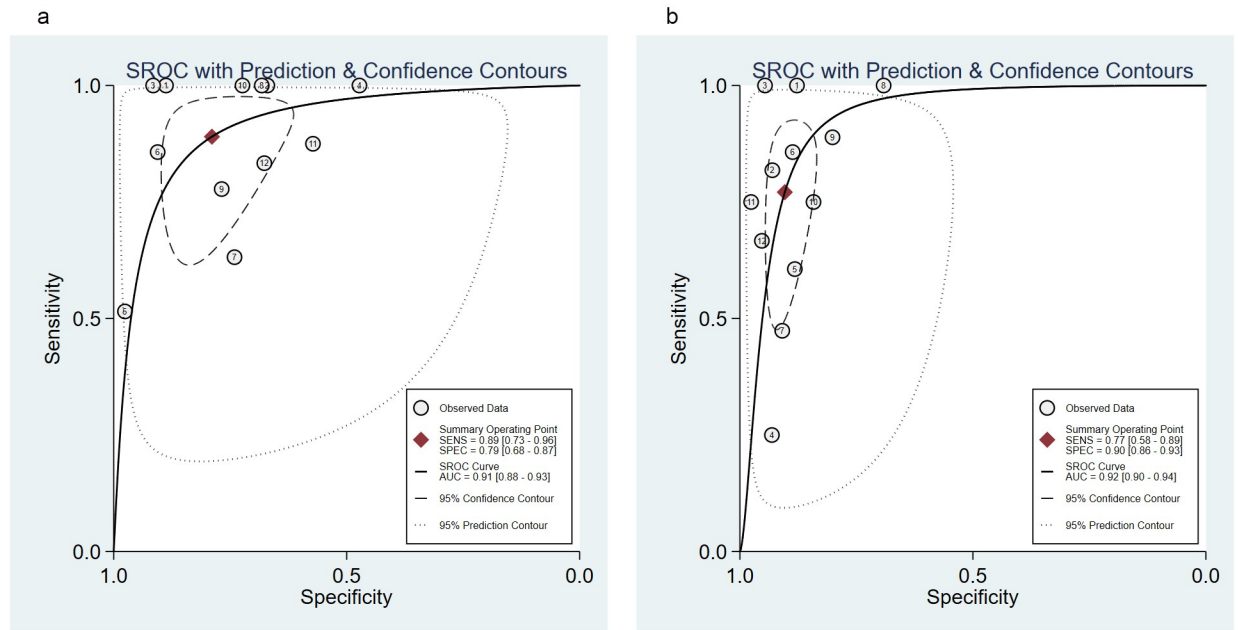 a
SROC with Prediction & Confidence Contours
Sensitivity
1.0
0.5
0.0
3
1
10
8
4
6
11
12
9
7
5
Observed Data
Summary Operating Point
SENS = 0.89 [0.73 - 0.96]
SPEC = 0.79 [0.68 - 0.87]
SROC Curve
AUC = 0.91 [0.88 - 0.93]
95% Confidence Contour
95% Prediction Contour
1.0
0.5
0.0
Specificity
b
SROC with Prediction & Confidence Contours
Sensitivity
1.0
0.5
0.0
3
1
8
9
6
2
11
10
12
5
7
4
Observed Data
Summary Operating Point
SENS = 0.77 [0.58 - 0.89]
SPEC = 0.90 [0.86 - 0.93]
SROC Curve
AUC = 0.92 [0.90 - 0.94]
95% Confidence Contour
95% Prediction Contour
1.0
0.5
0.0
Specificity